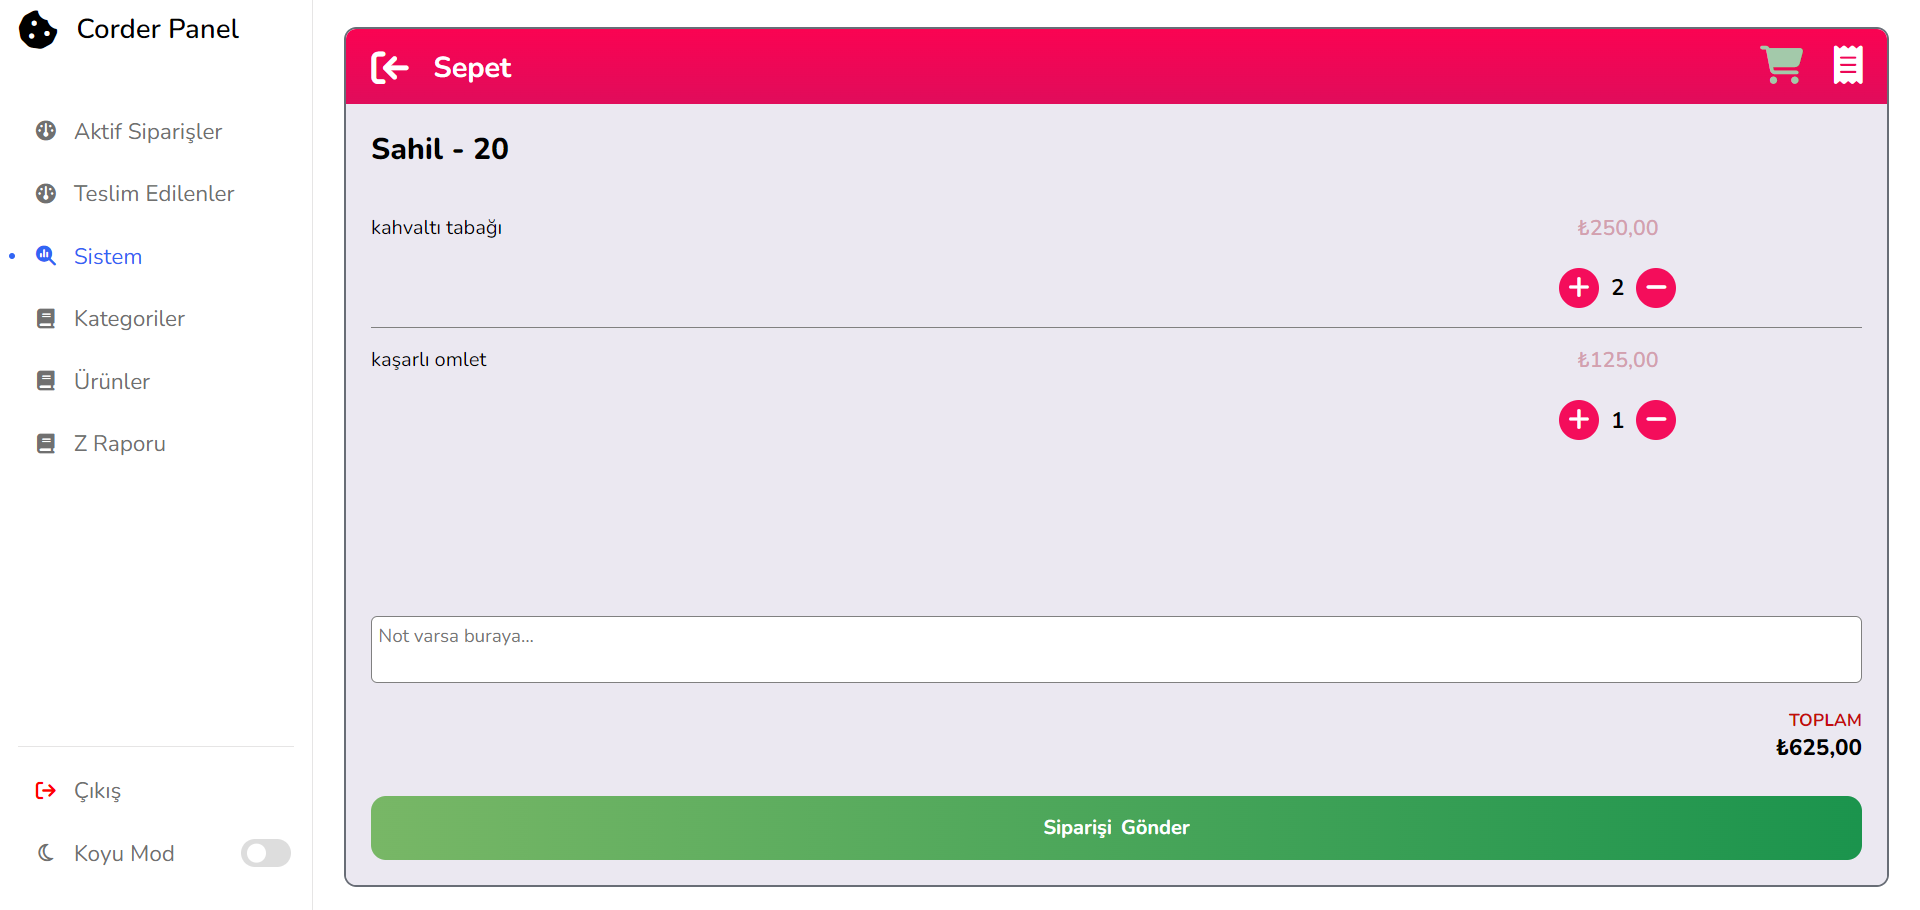 Corder Panel
Aktif Siparişler
Teslim Edilenler
Sistem
Kategoriler
Ürünler
Z Raporu
Çıkış
Koyu Mod
Sepet
Sahil - 20
kahvaltı tabağı
₺250,00
2
kaşarlı omlet
₺125,00
1
Not varsa buraya...
TOPLAM
₺625,00
Siparişi Gönder